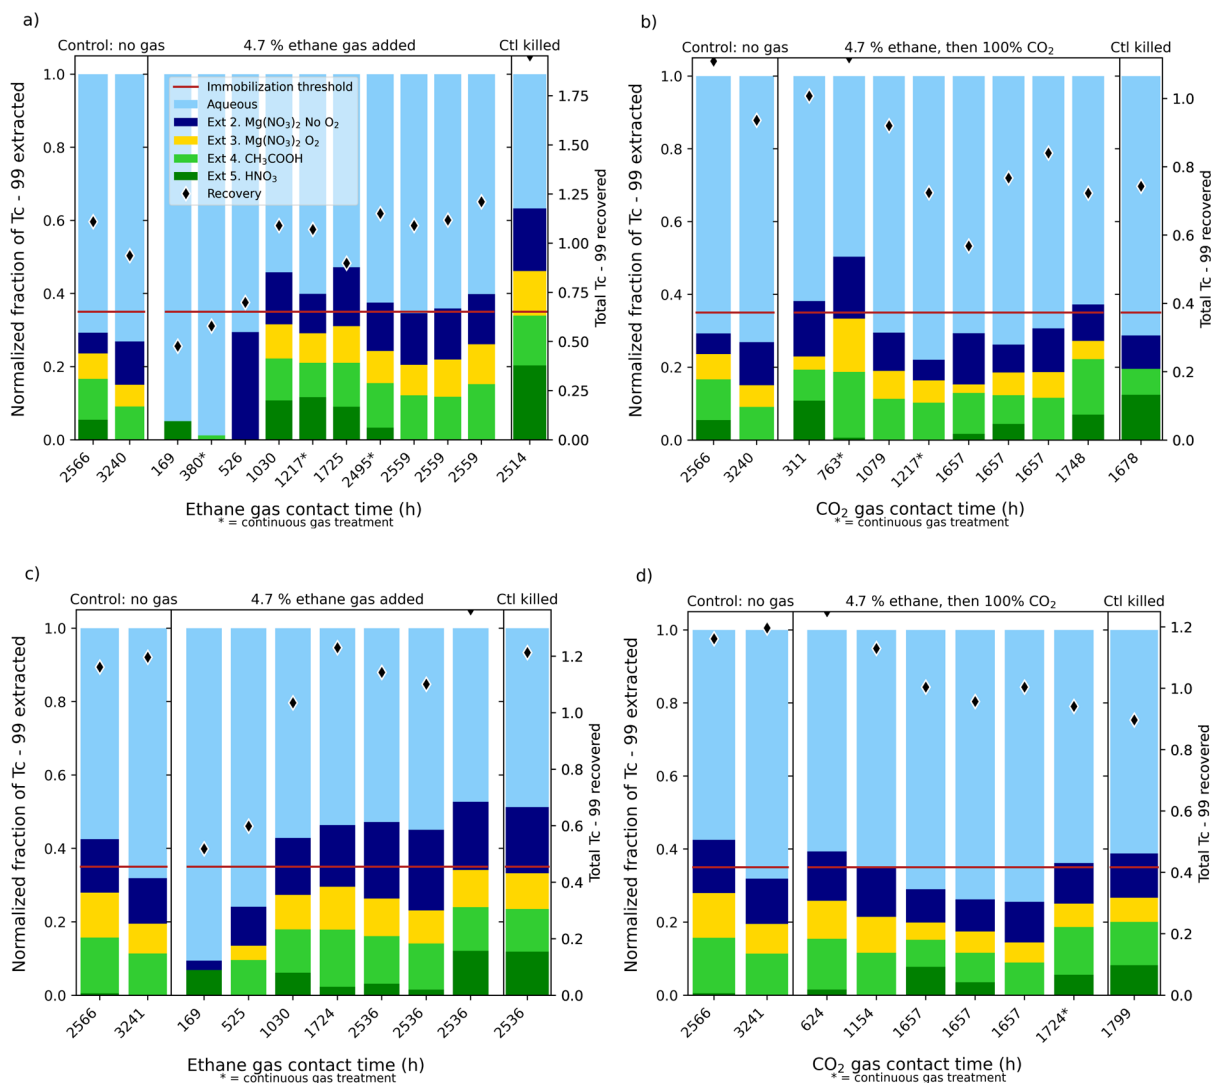 a)
Control: no gas
4.7 % ethane gas added
Ctl killed
Normalized fraction of Tc - 99 extracted
1.0
0.8
0.6
0.4
0.2
0.0
Immobilization threshold
Aqueous
Ext 2. Mg(NO₃)₂ No O₂
Ext 3. Mg(NO₃)₂ O₂
Ext 4. CH₃COOH
Ext 5. HNO₃
Recovery
1.75
1.50
1.25
1.00
0.75
0.50
0.25
0.00
Total Tc - 99 recovered
2566
3240
169
380*
526
1030
1217*
1725
2495*
2559
2559
2559
2514
Ethane gas contact time (h)
* = continuous gas treatment
b)
Control: no gas
4.7 % ethane, then 100% CO₂
Ctl killed
Normalized fraction of Tc - 99 extracted
1.0
0.8
0.6
0.4
0.2
0.0
1.0
0.8
0.6
0.4
0.2
0.0
Total Tc - 99 recovered
2566
3240
311
763*
1079
1217*
1657
1657
1657
1748
1678
CO₂ gas contact time (h)
* = continuous gas treatment
c)
Control: no gas
4.7 % ethane gas added
Ctl killed
Normalized fraction of Tc - 99 extracted
1.0
0.8
0.6
0.4
0.2
0.0
1.2
1.0
0.8
0.6
0.4
0.2
0.0
Total Tc - 99 recovered
2566
3241
169
525
1030
1724
2536
2536
2536
2536
Ethane gas contact time (h)
* = continuous gas treatment
d)
Control: no gas
4.7 % ethane, then 100% CO₂
Ctl killed
Normalized fraction of Tc - 99 extracted
1.0
0.8
0.6
0.4
0.2
0.0
1.2
1.0
0.8
0.6
0.4
0.2
0.0
Total Tc - 99 recovered
2566
3241
624
1154
1657
1657
1657
1724*
1799
CO₂ gas contact time (h)
* = continuous gas treatment